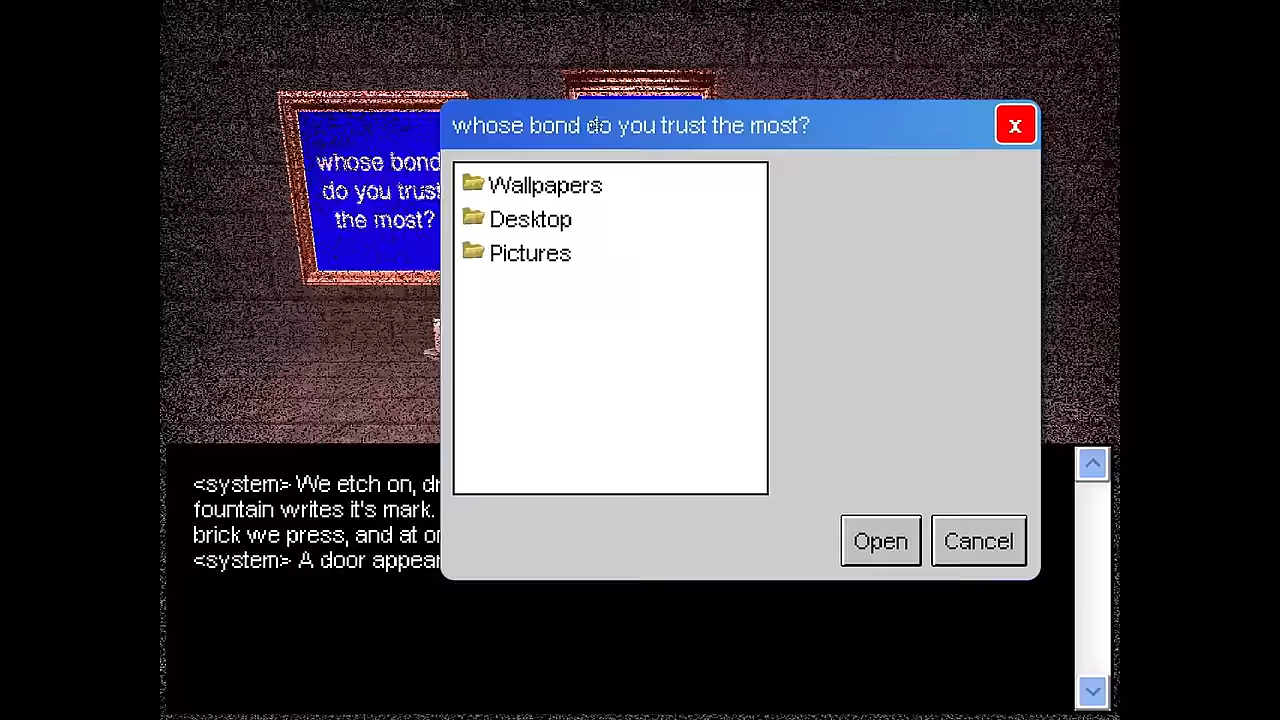 whose bond do you trust the most?
whose bond
do you trust
the most?
Wallpapers
Desktop
Pictures
Open
Cancel
<system> We etch on,
fountain writes it's mark.
brick we press, and at
<system> A door appear